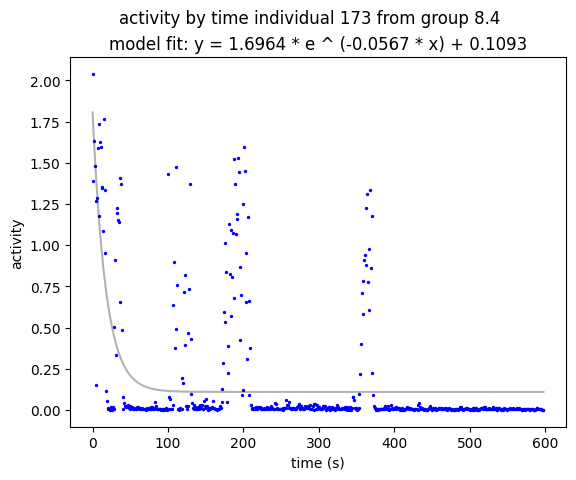 activity by time individual 173 from group 8.4
model fit: y = 1.6964 * e ^ (-0.0567 * x) + 0.1093
2.00
1.75
1.50
1.25
1.00
0.75
0.50
0.25
0.00
activity
0 100 200 300 400 500 600
time (s)